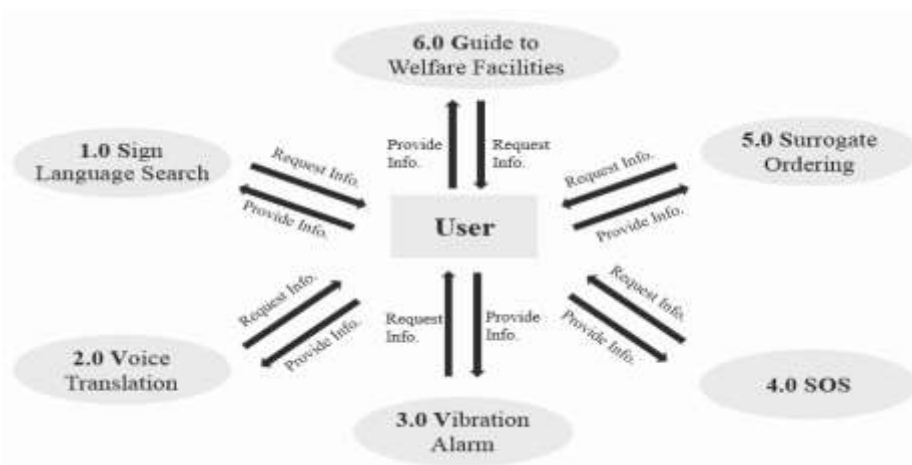 6.0 Guide to
Welfare Facilities
1.0 Sign
Language Search
5.0 Surrogate
Ordering
Request Info.
Provide Info.
Provide
Info.
Request
Info.
Request Info.
Provide Info.
User
Request Info.
Provide Info.
Request
Info.
Provide
Info.
Request Info.
Provide Info.
2.0 Voice
Translation
3.0 Vibration
Alarm
4.0 SOS